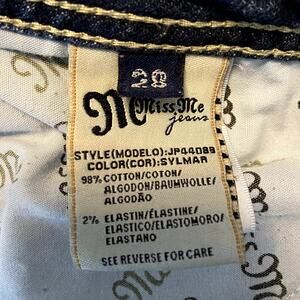 28
M Miss Me
jeans
STYLE(MODELO): JP4408B
COLOR(COR): SYLMAR
98% COTTON/COTON/
ALGODON/BAUMWOLLE/
ALGODÃO
2% ELASTIN/ÉLASTINE/
ELASTICO/ELASTOMORO/
ELASTANO
SEE REVERSE FOR CARE